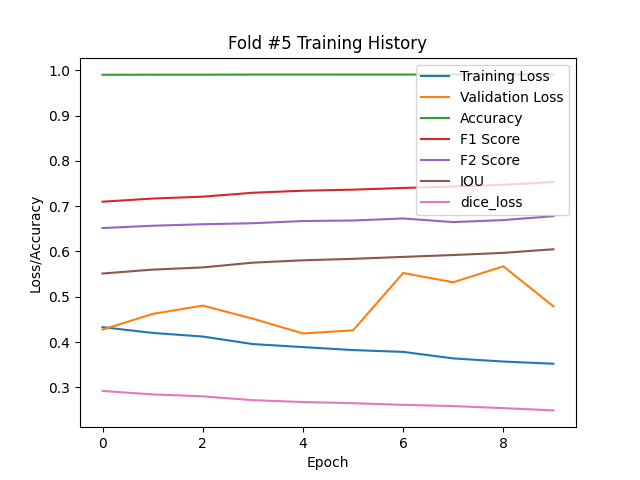 Fold #5 Training History
1.0
0.9
0.8
0.7
0.6
0.5
0.4
0.3
Loss/Accuracy
Training Loss
Validation Loss
Accuracy
F1 Score
F2 Score
IOU
dice_loss
0 2 4 6 8
Epoch